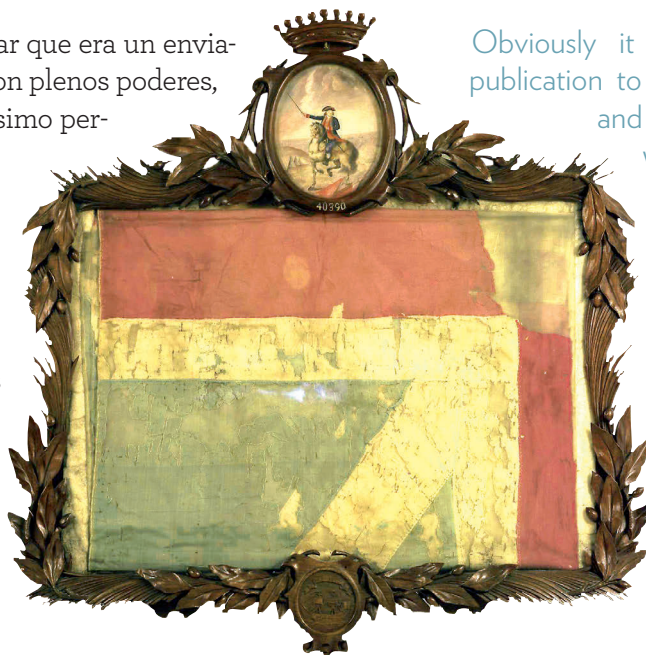 ar que era un envia-
on plenos poderes,
simo per-
Obviously it
publication to
and
40390